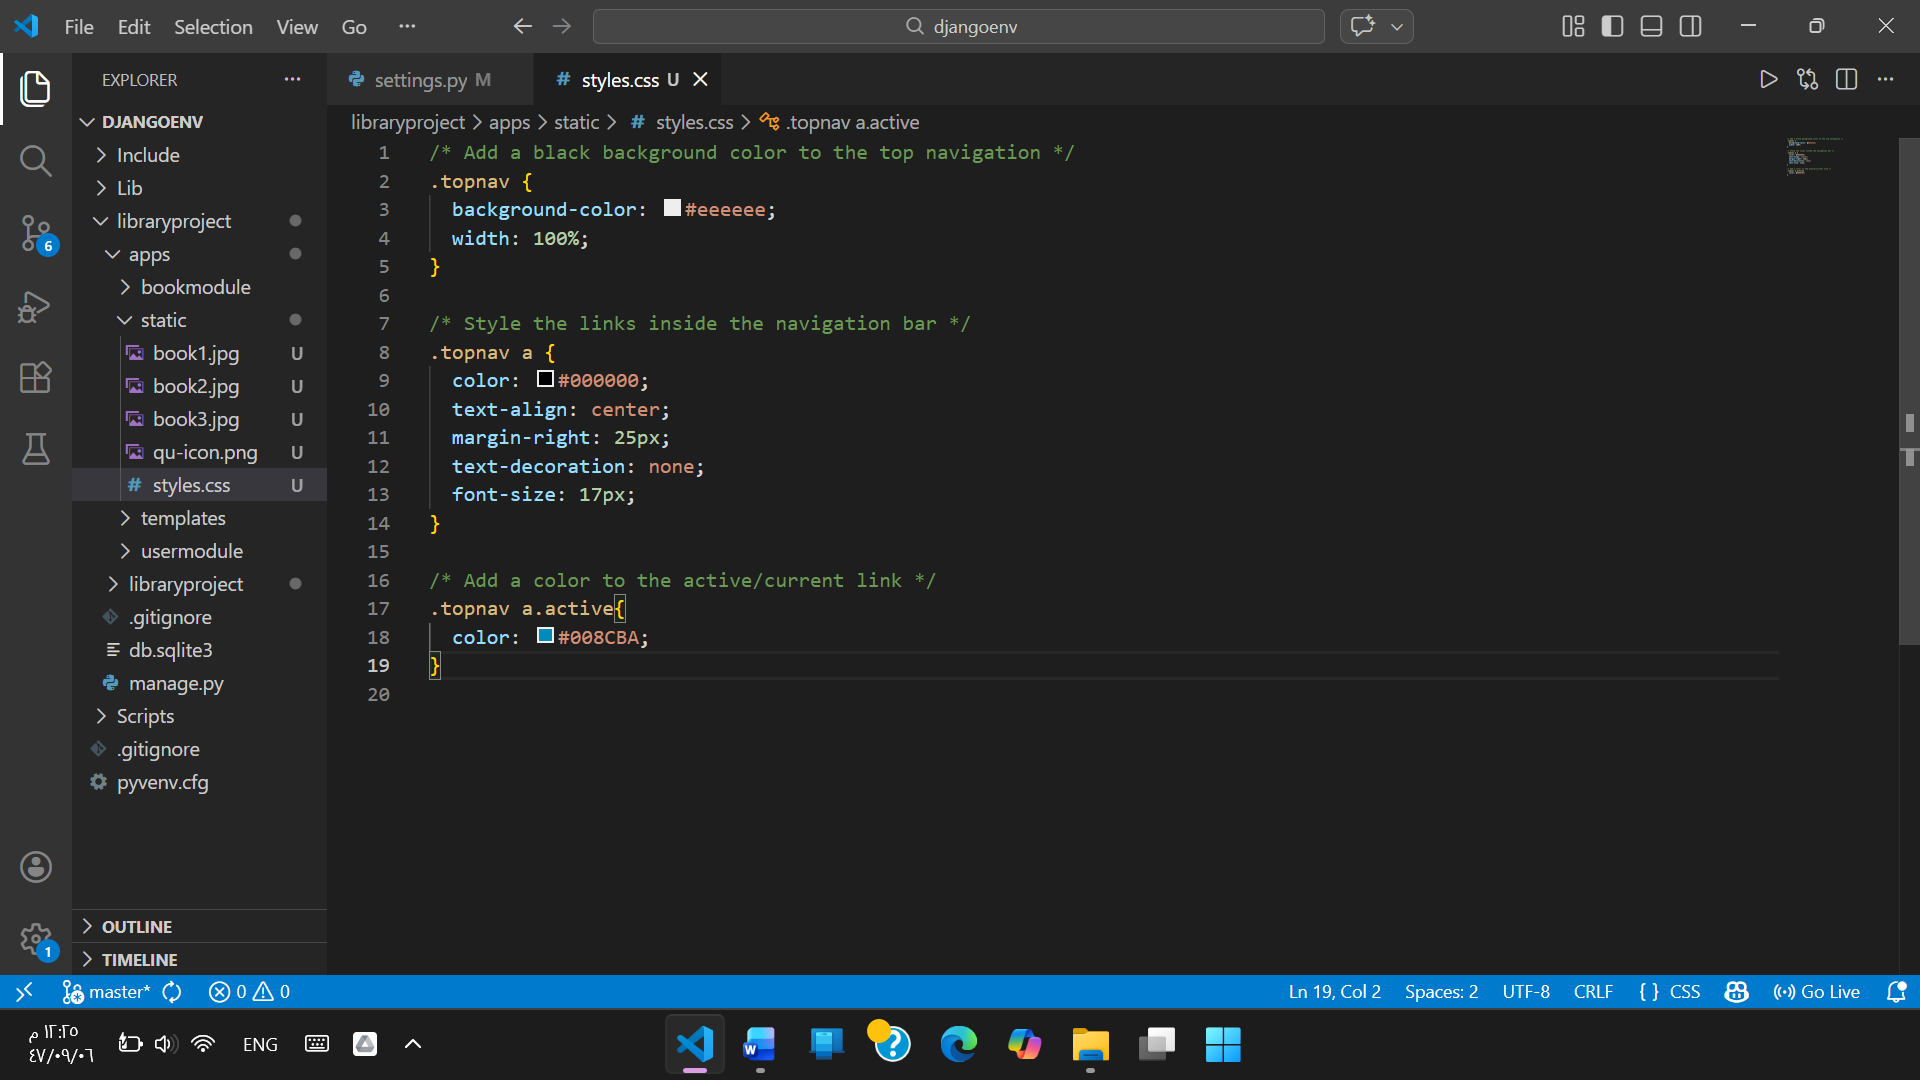 File Edit Selection View Go ··· djangoenv
EXPLORER ···
DJANGOENV
Include
Lib
libraryproject
apps
bookmodule
static
book1.jpg U
book2.jpg U
book3.jpg U
qu-icon.png U
styles.css U
templates
usermodule
libraryproject
.gitignore
db.sqlite3
manage.py
Scripts
.gitignore
pyvenv.cfg
OUTLINE
TIMELINE
6
1
settings.py M # styles.css U
libraryproject > apps > static > # styles.css > .topnav a.active
1 /* Add a black background color to the top navigation */
2 .topnav {
3 background-color: #eeeeee;
4 width: 100%;
5 }
6
7 /* Style the links inside the navigation bar */
8 .topnav a {
9 color: #000000;
10 text-align: center;
11 margin-right: 25px;
12 text-decoration: none;
13 font-size: 17px;
14 }
15
16 /* Add a color to the active/current link */
17 .topnav a.active{
18 color: #008CBA;
19 }
20
master* 0 0 Ln 19, Col 2 Spaces: 2 UTF-8 CRLF { } CSS Go Live
١٢:٢٥ م
٤٧/٠٩/٠٦
ENG